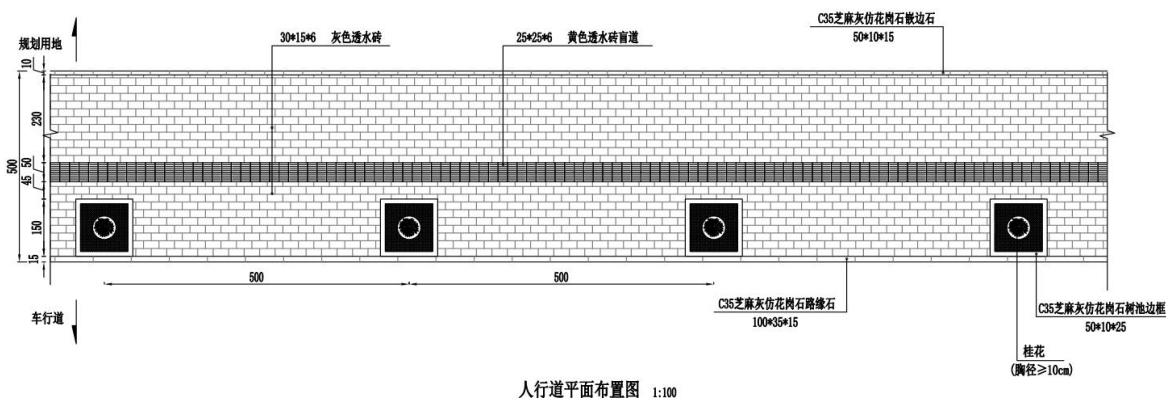 C35芝麻灰仿花岗石嵌边石
50*10*15
规划用地
30*15*6 灰色透水砖
25*25*6 黄色透水砖盲道
10
230
500
50
45
150
15
500
500
C35芝麻灰仿花岗石路缘石
100*35*15
C35芝麻灰仿花岗石树池边框
50*10*25
车行道
桂花
(胸径≥10cm)
人行道平面布置图 1:100